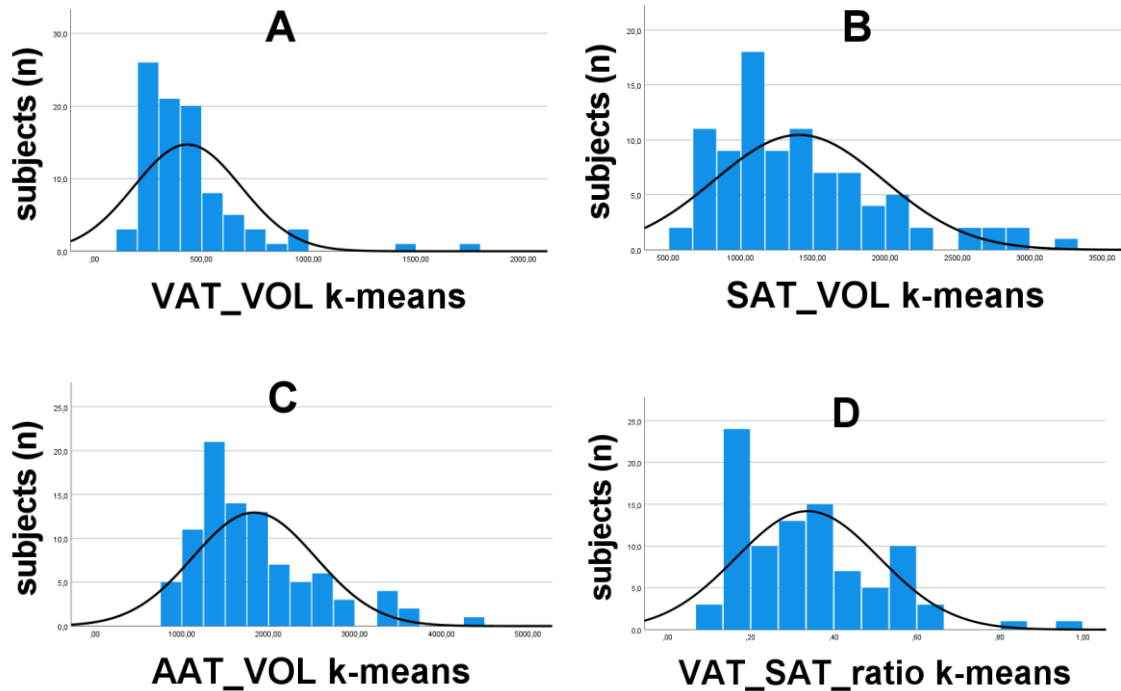 A
subjects (n)
30,0
20,0
10,0
,0
,00 500,00 1000,00 1500,00 2000,00
VAT_VOL k-means
B
subjects (n)
20,0
15,0
10,0
5,0
,0
500,00 1000,00 1500,00 2000,00 2500,00 3000,00 3500,00
SAT_VOL k-means
C
subjects (n)
25,0
20,0
15,0
10,0
5,0
,0
,00 1000,00 2000,00 3000,00 4000,00 5000,00
AAT_VOL k-means
D
subjects (n)
25,0
20,0
15,0
10,0
5,0
,0
,00 ,20 ,40 ,60 ,80 1,00
VAT_SAT_ratio k-means